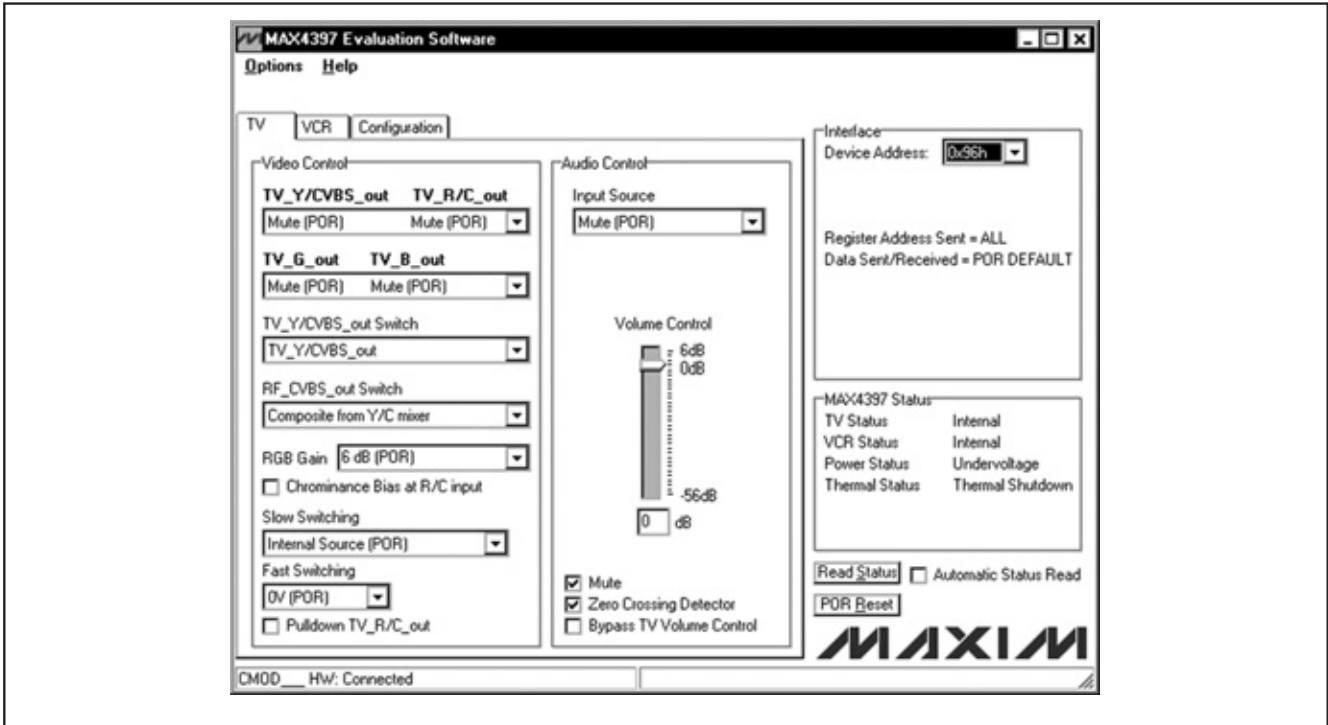 MAX4397 Evaluation Software
Options Help
TV VCR Configuration
Video Control
TV_Y/CVBS_out TV_R/C_out
Mute (POR) Mute (POR)
TV_G_out TV_B_out
Mute (POR) Mute (POR)
TV_Y/CVBS_out Switch
TV_Y/CVBS_out
RF_CVBS_out Switch
Composite from Y/C mixer
RGB Gain 6 dB (POR)
Chrominance Bias at R/C input
Slow Switching
Internal Source (POR)
Fast Switching
0V (POR)
Pulldown TV_R/C_out
Audio Control
Input Source
Mute (POR)
Volume Control
6dB
0dB
-56dB
0 dB
Mute
Zero Crossing Detector
Bypass TV Volume Control
Interface
Device Address: 0x96h
Register Address Sent = ALL
Data Sent/Received = POR DEFAULT
MAX4397 Status
TV Status Internal
VCR Status Internal
Power Status Undervoltage
Thermal Status Thermal Shutdown
Read Status Automatic Status Read
POR Reset
MAXIM
CMOD___ HW: Connected